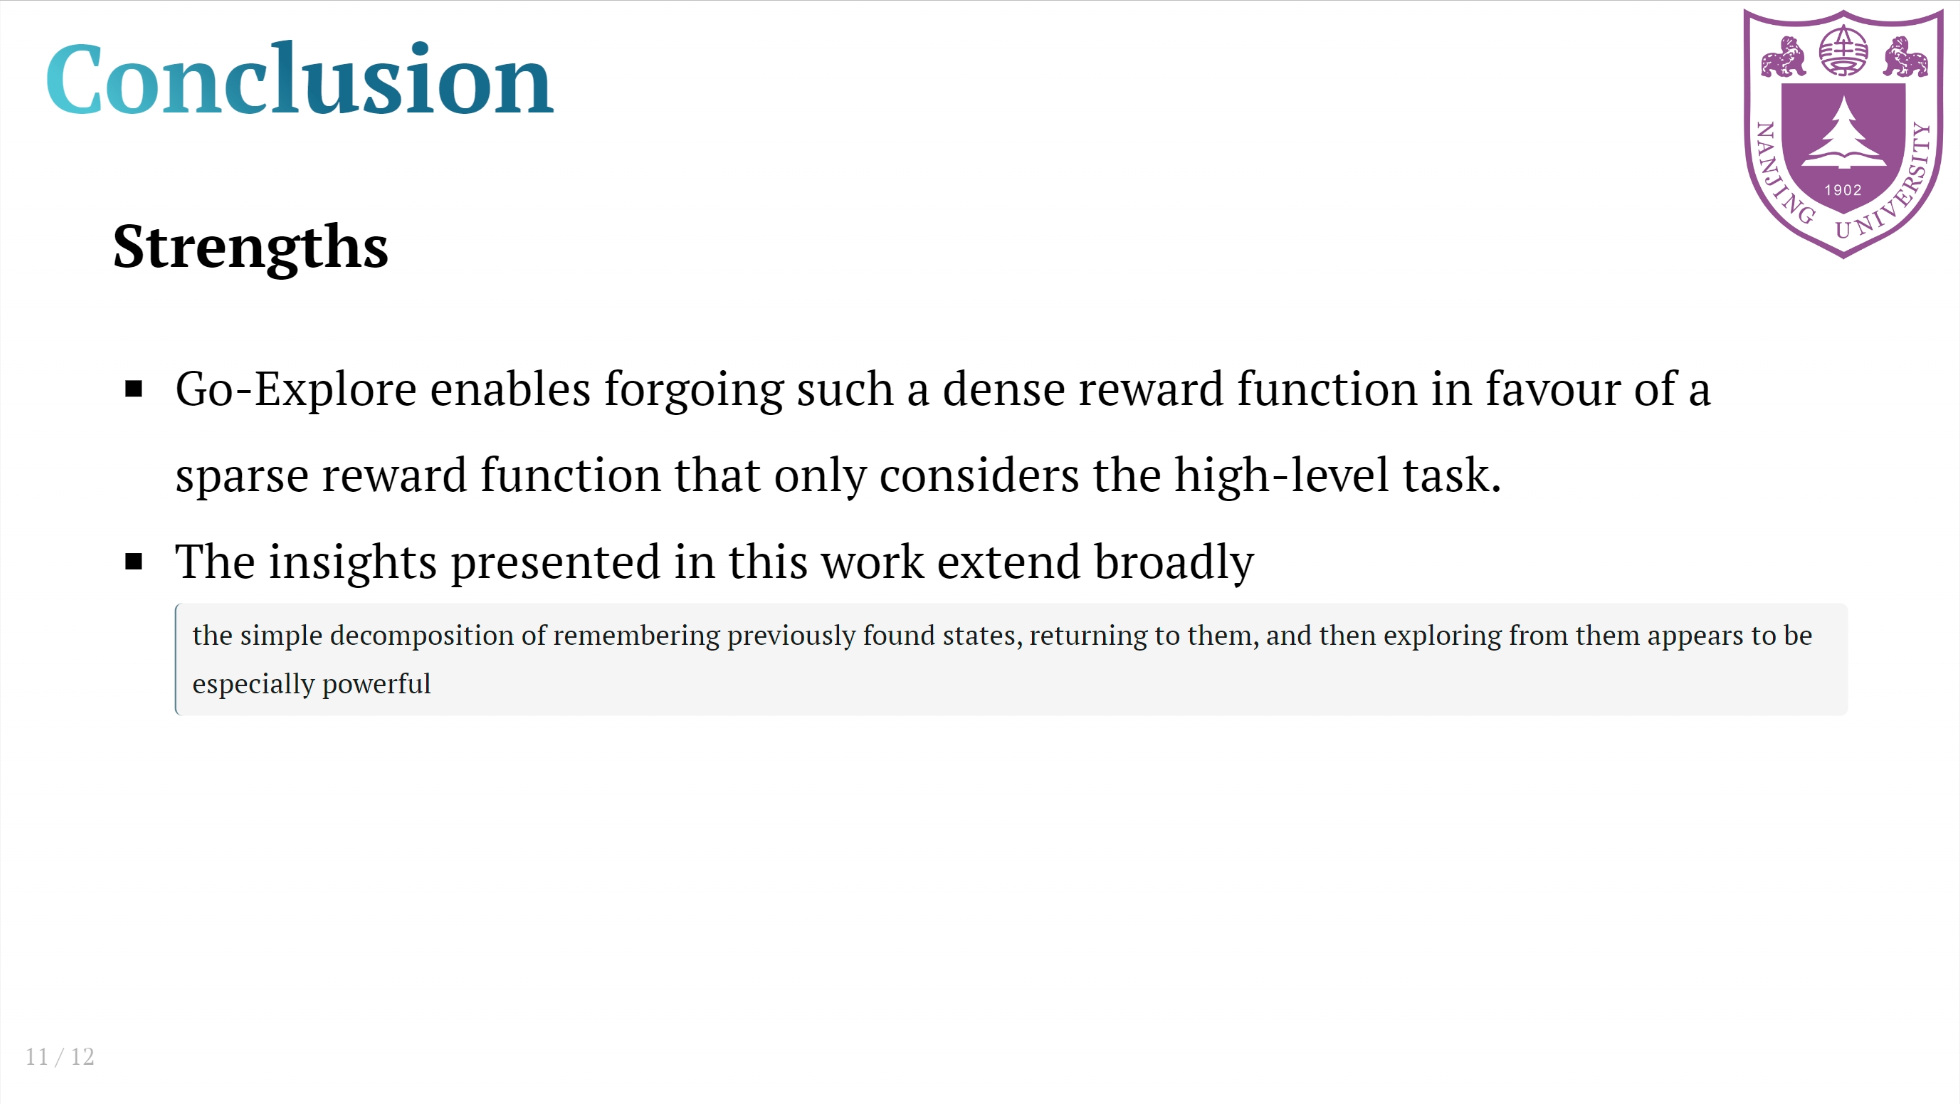 Conclusion
NANJING UNIVERSITY
1902
Strengths
Go-Explore enables forgoing such a dense reward function in favour of a
sparse reward function that only considers the high-level task.
The insights presented in this work extend broadly
the simple decomposition of remembering previously found states, returning to them, and then exploring from them appears to be
especially powerful
11 / 12